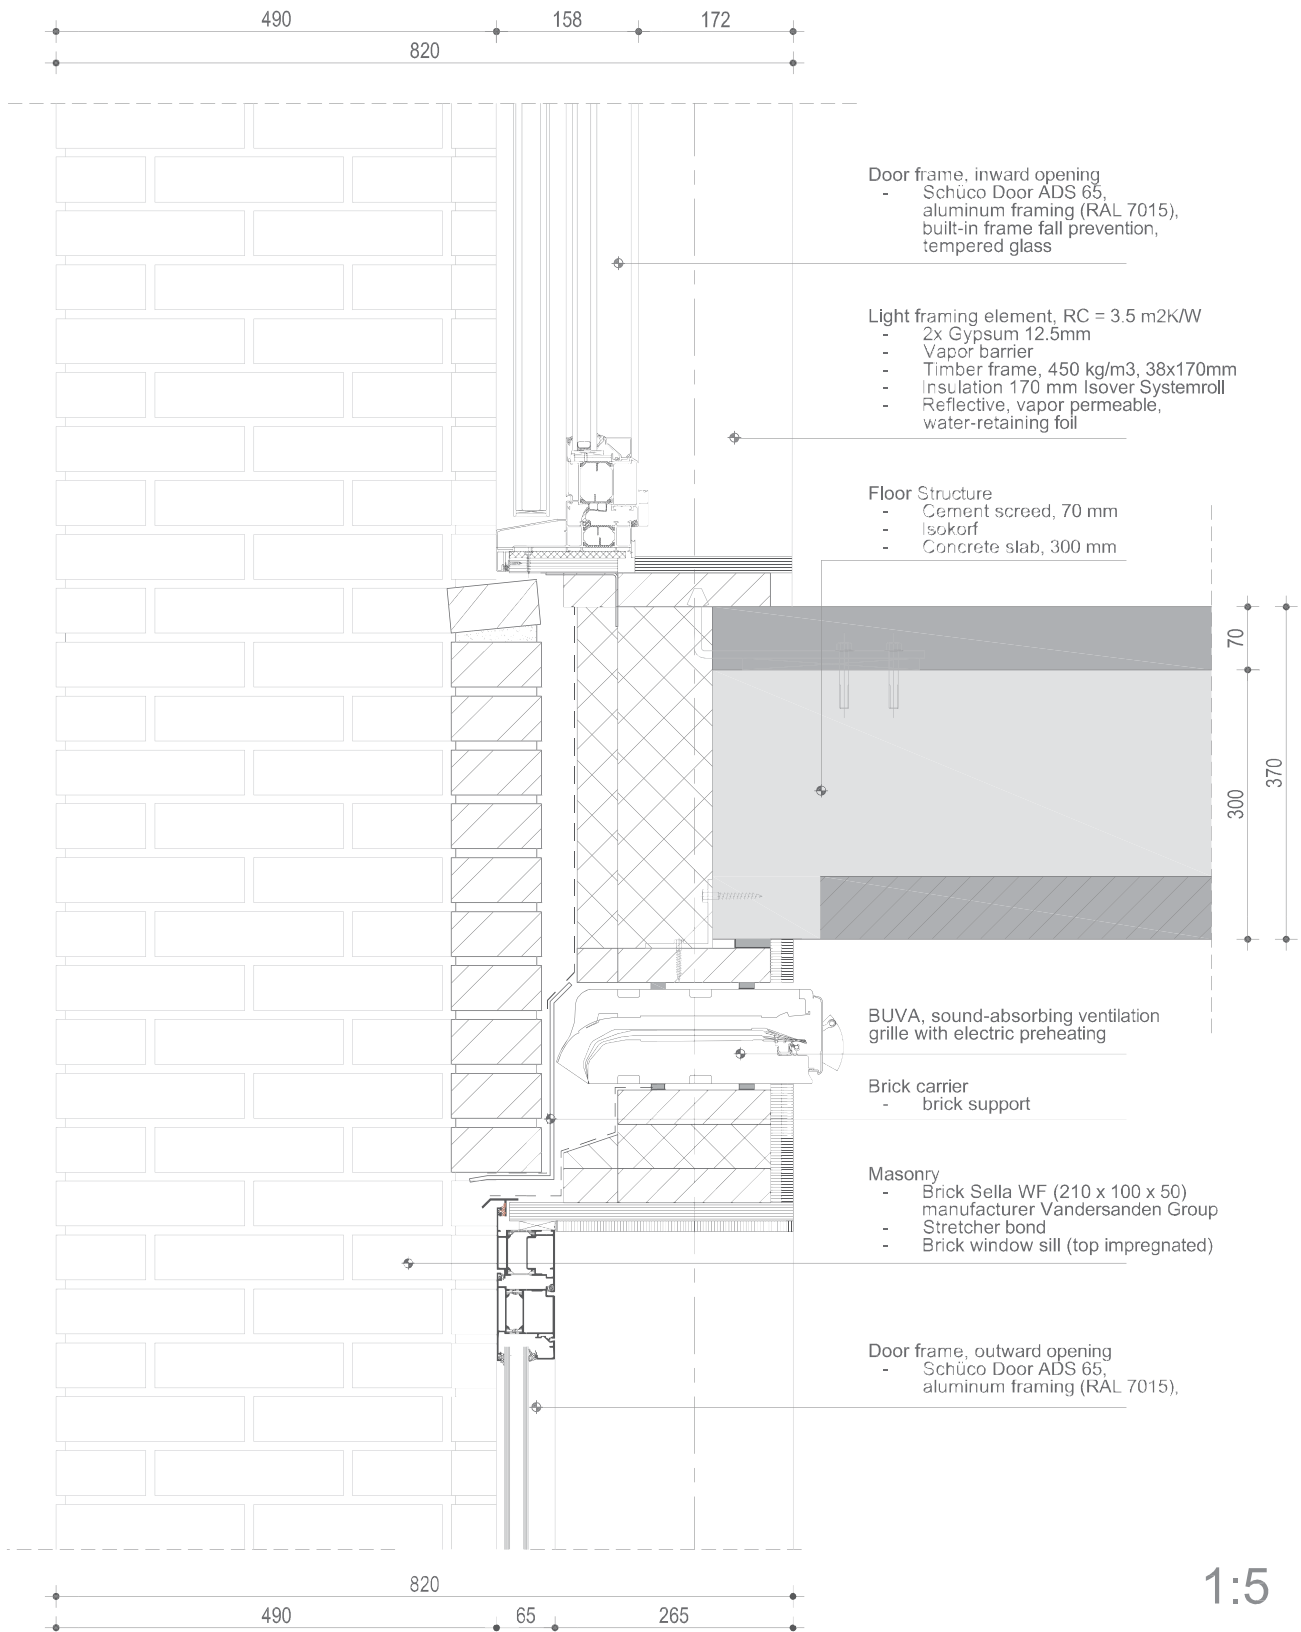 490
158
172
820
Door frame, inward opening
- Schüco Door ADS 65,
aluminum framing (RAL 7015),
built-in frame fall prevention,
tempered glass
Light framing element, RC = 3.5 m2K/W
- 2x Gypsum 12.5mm
- Vapor barrier
- Timber frame, 450 kg/m3, 38x170mm
- Insulation 170 mm Isover Systemroll
- Reflective, vapor permeable,
water-retaining foil
Floor Structure
- Cement screed, 70 mm
- Isokorf
- Concrete slab, 300 mm
70
300
370
BUVA, sound-absorbing ventilation
grille with electric preheating
Brick carrier
- brick support
Masonry
- Brick Sella WF (210 x 100 x 50)
manufacturer Vandersanden Group
- Stretcher bond
- Brick window sill (top impregnated)
Door frame, outward opening
- Schüco Door ADS 65,
aluminum framing (RAL 7015),
820
490
65
265
1:5